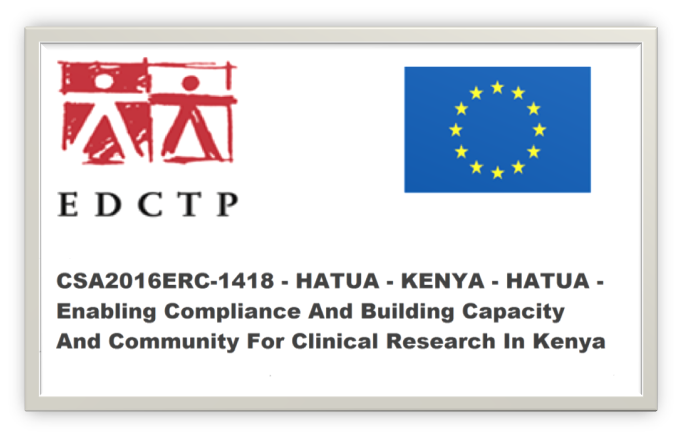 EDCTP
CSA2016ERC-1418 - HATUA - KENYA - HATUA -
Enabling Compliance And Building Capacity
And Community For Clinical Research In Kenya